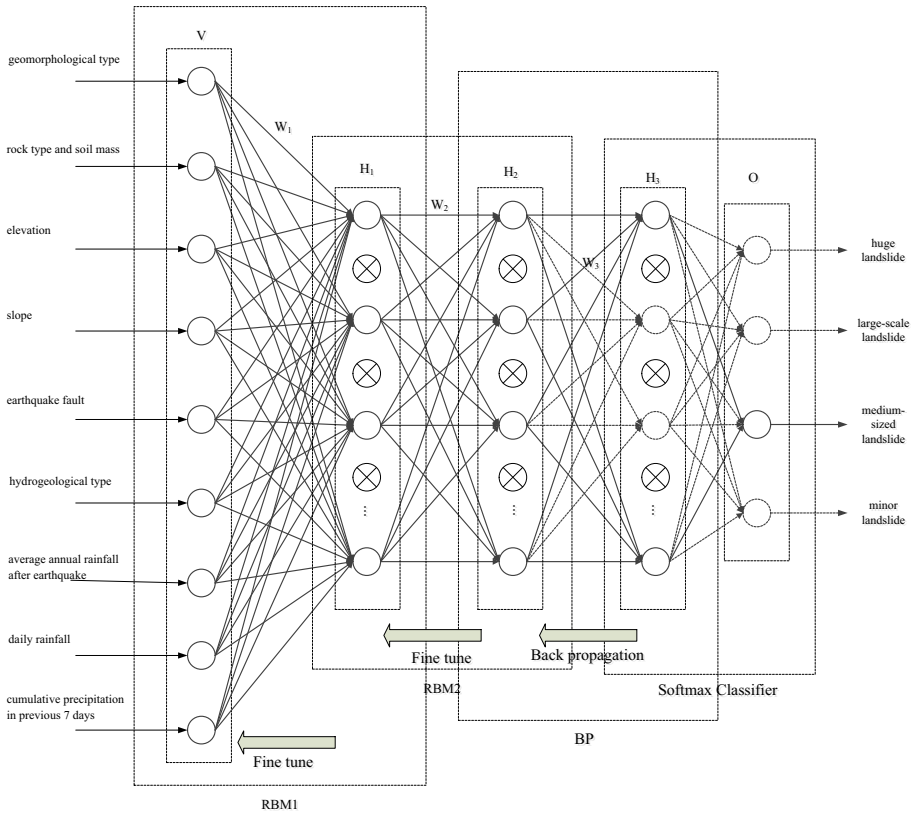 V
geomorphological type
W1
rock type and soil mass
H1
H2
H3
O
W2
elevation
huge
landslide
W3
slope
large-scale
landslide
earthquake fault
medium-
sized
landslide
hydrogeological type
...
...
...
minor
landslide
average annual rainfall
after earthquake
daily rainfall
Fine tune
Back propagation
RBM2
Softmax Classifier
cumulative precipitation
in previous 7 days
BP
Fine tune
RBM1